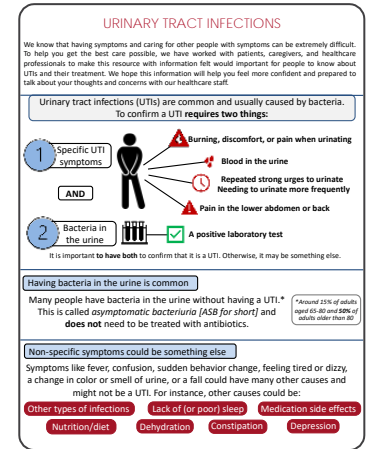 URINARY TRACT INFECTIONS
We know that having symptoms and caring for other people with symptoms can be extremely difficult.
To help you get the best care possible, we have worked with patients, caregivers, and healthcare
professionals to make this resource with information felt would important for people to know about
UTIs and their treatment. We hope this information will help you feel more confident and prepared to
talk about your thoughts and concerns with our healthcare staff.
Urinary tract infections (UTIs) are common and usually caused by bacteria.
To confirm a UTI requires two things:
1
Specific UTI
symptoms
Burning, discomfort, or pain when urinating
Blood in the urine
Repeated strong urges to urinate
Needing to urinate more frequently
Pain in the lower abdomen or back
AND
2
Bacteria in
the urine
A positive laboratory test
It is important to have both to confirm that it is a UTI. Otherwise, it may be something else.
Having bacteria in the urine is common
Many people have bacteria in the urine without having a UTI.*
This is called asymptomatic bacteriuria [ASB for short] and
does not need to be treated with antibiotics.
*Around 15% of adults
aged 65-80 and 50% of
adults older than 80
Non-specific symptoms could be something else
Symptoms like fever, confusion, sudden behavior change, feeling tired or dizzy,
a change in color or smell of urine, or a fall could have many other causes and
might not be a UTI. For instance, other causes could be:
Other types of infections
Lack of (or poor) sleep
Medication side effects
Nutrition/diet
Dehydration
Constipation
Depression